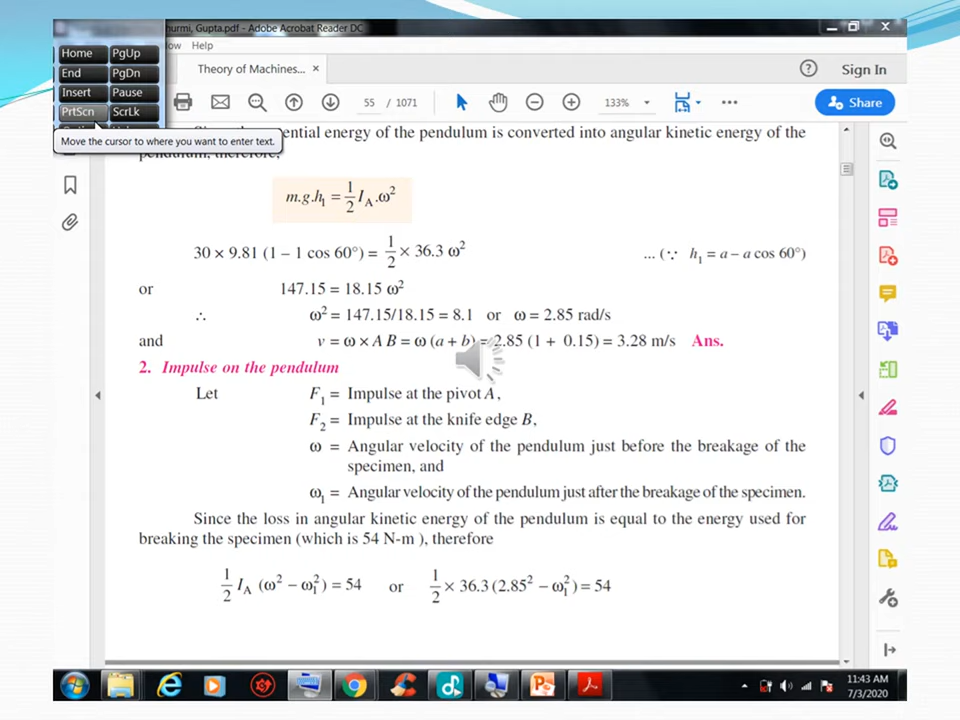 urmi, Gupta.pdf - Adobe Acrobat Reader DC
Help
Home PgUp
End PgDn
Insert Pause
PrtScn ScrLk
Move the cursor to where you want to enter text.
Theory of Machines... ×
Sign In
55 / 1071
133%
Share
ential energy of the pendulum is converted into angular kinetic energy of the
pendulum, therefore,
m.g.h₁ = 1/2 I_A.ω²
30 × 9.81 (1 – 1 cos 60°) = 1/2 × 36.3 ω² ... (∵ h₁ = a – a cos 60°)
or 147.15 = 18.15 ω²
∴ ω² = 147.15/18.15 = 8.1 or ω = 2.85 rad/s
and v = ω × A B = ω (a + b) = 2.85 (1 + 0.15) = 3.28 m/s Ans.
2. Impulse on the pendulum
Let F₁ = Impulse at the pivot A,
F₂ = Impulse at the knife edge B,
ω = Angular velocity of the pendulum just before the breakage of the
specimen, and
ω₁ = Angular velocity of the pendulum just after the breakage of the specimen.
Since the loss in angular kinetic energy of the pendulum is equal to the energy used for
breaking the specimen (which is 54 N-m ), therefore
1/2 I_A (ω² – ω₁²) = 54 or 1/2 × 36.3 (2.85² – ω₁²) = 54
11:43 AM
7/3/2020